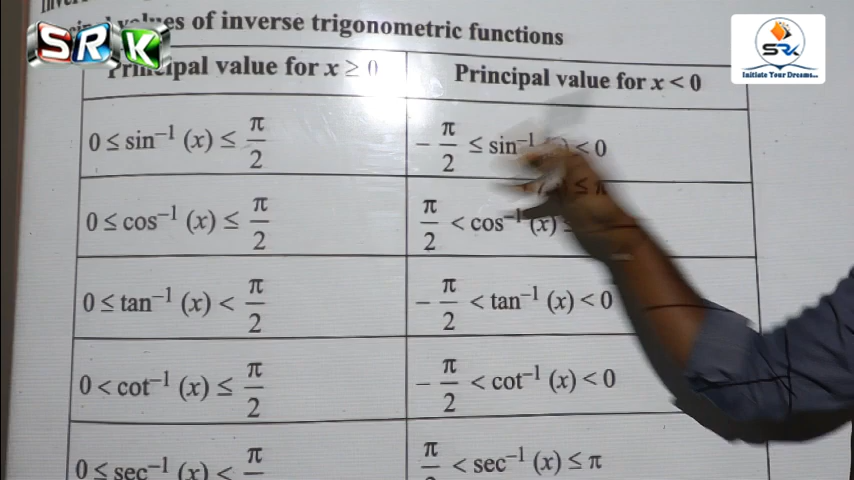 SRK
SRK
Initiate Your Dreams...
values of inverse trigonometric functions
Principal value for x ≥ 0
Principal value for x < 0
0 ≤ sin⁻¹ (x) ≤ π/2
-π/2 ≤ sin⁻¹ < 0
0 ≤ cos⁻¹ (x) ≤ π/2
π/2 < cos⁻¹ (x) ≤ π
0 ≤ tan⁻¹ (x) < π/2
-π/2 < tan⁻¹ (x) < 0
0 < cot⁻¹ (x) ≤ π/2
-π/2 < cot⁻¹ (x) < 0
0 ≤ sec⁻¹ (x) < π
π < sec⁻¹ (x) ≤ π